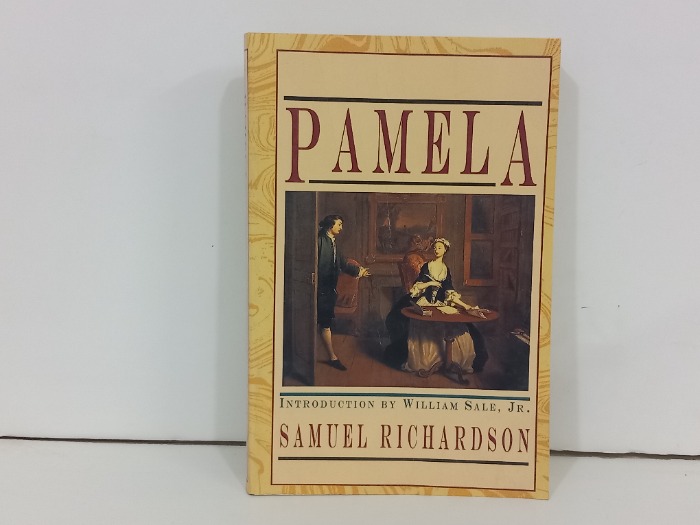 PAMELA
INTRODUCTION BY WILLIAM SALE, JR.
SAMUEL RICHARDSON